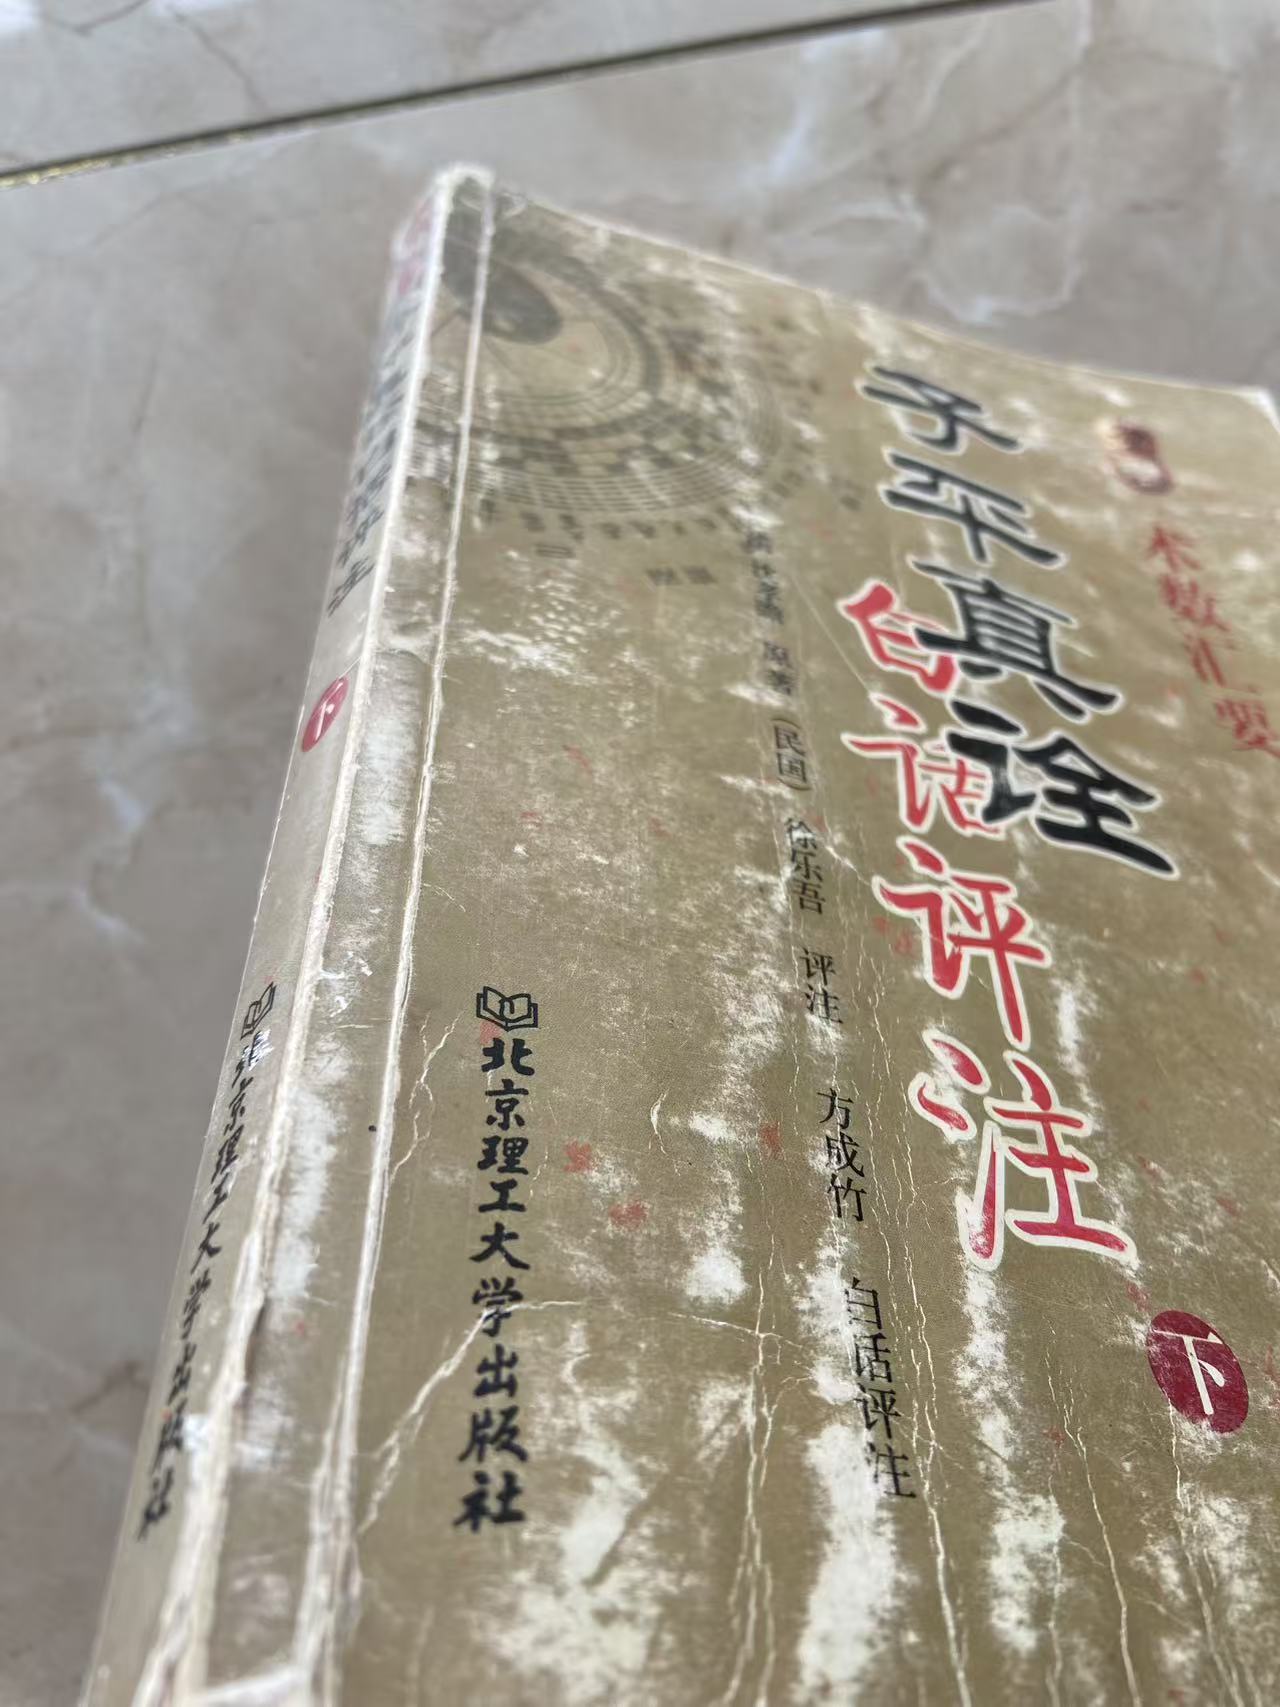 术数汇要
子平真诠
白话评注
下
原著 (民国) 徐乐吾 评注 方成竹 白话评注
北京理工大学出版社
下
北京理工大学出版社